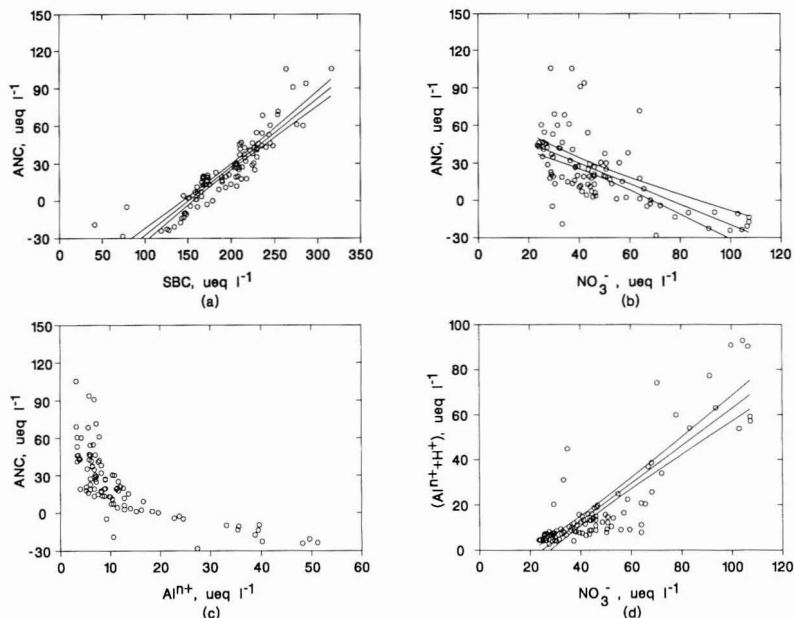 150
120
90
60
30
0
-30
ANC, ueq l⁻¹
0 50 100 150 200 250 300 350
SBC, ueq l⁻¹
(a)
150
120
90
60
30
0
-30
ANC, ueq l⁻¹
0 20 40 60 80 100 120
NO₃⁻, ueq l⁻¹
(b)
150
120
90
60
30
0
-30
ANC, ueq l⁻¹
0 10 20 30 40 50 60
Alⁿ⁺, ueq l⁻¹
(c)
100
80
60
40
20
0
(Alⁿ⁺+H⁺), ueq l⁻¹
0 20 40 60 80 100 120
NO₃⁻, ueq l⁻¹
(d)